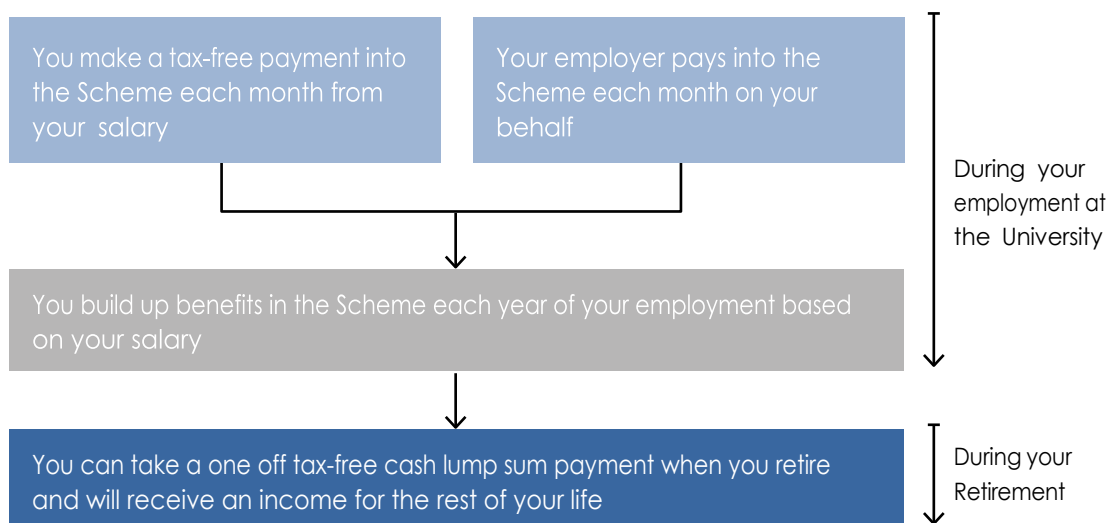 You make a tax-free payment into
the Scheme each month from
your salary
Your employer pays into the
Scheme each month on your
behalf
During your
employment at
the University
You build up benefits in the Scheme each year of your employment based
on your salary
You can take a one off tax-free cash lump sum payment when you retire
and will receive an income for the rest of your life
During your
Retirement